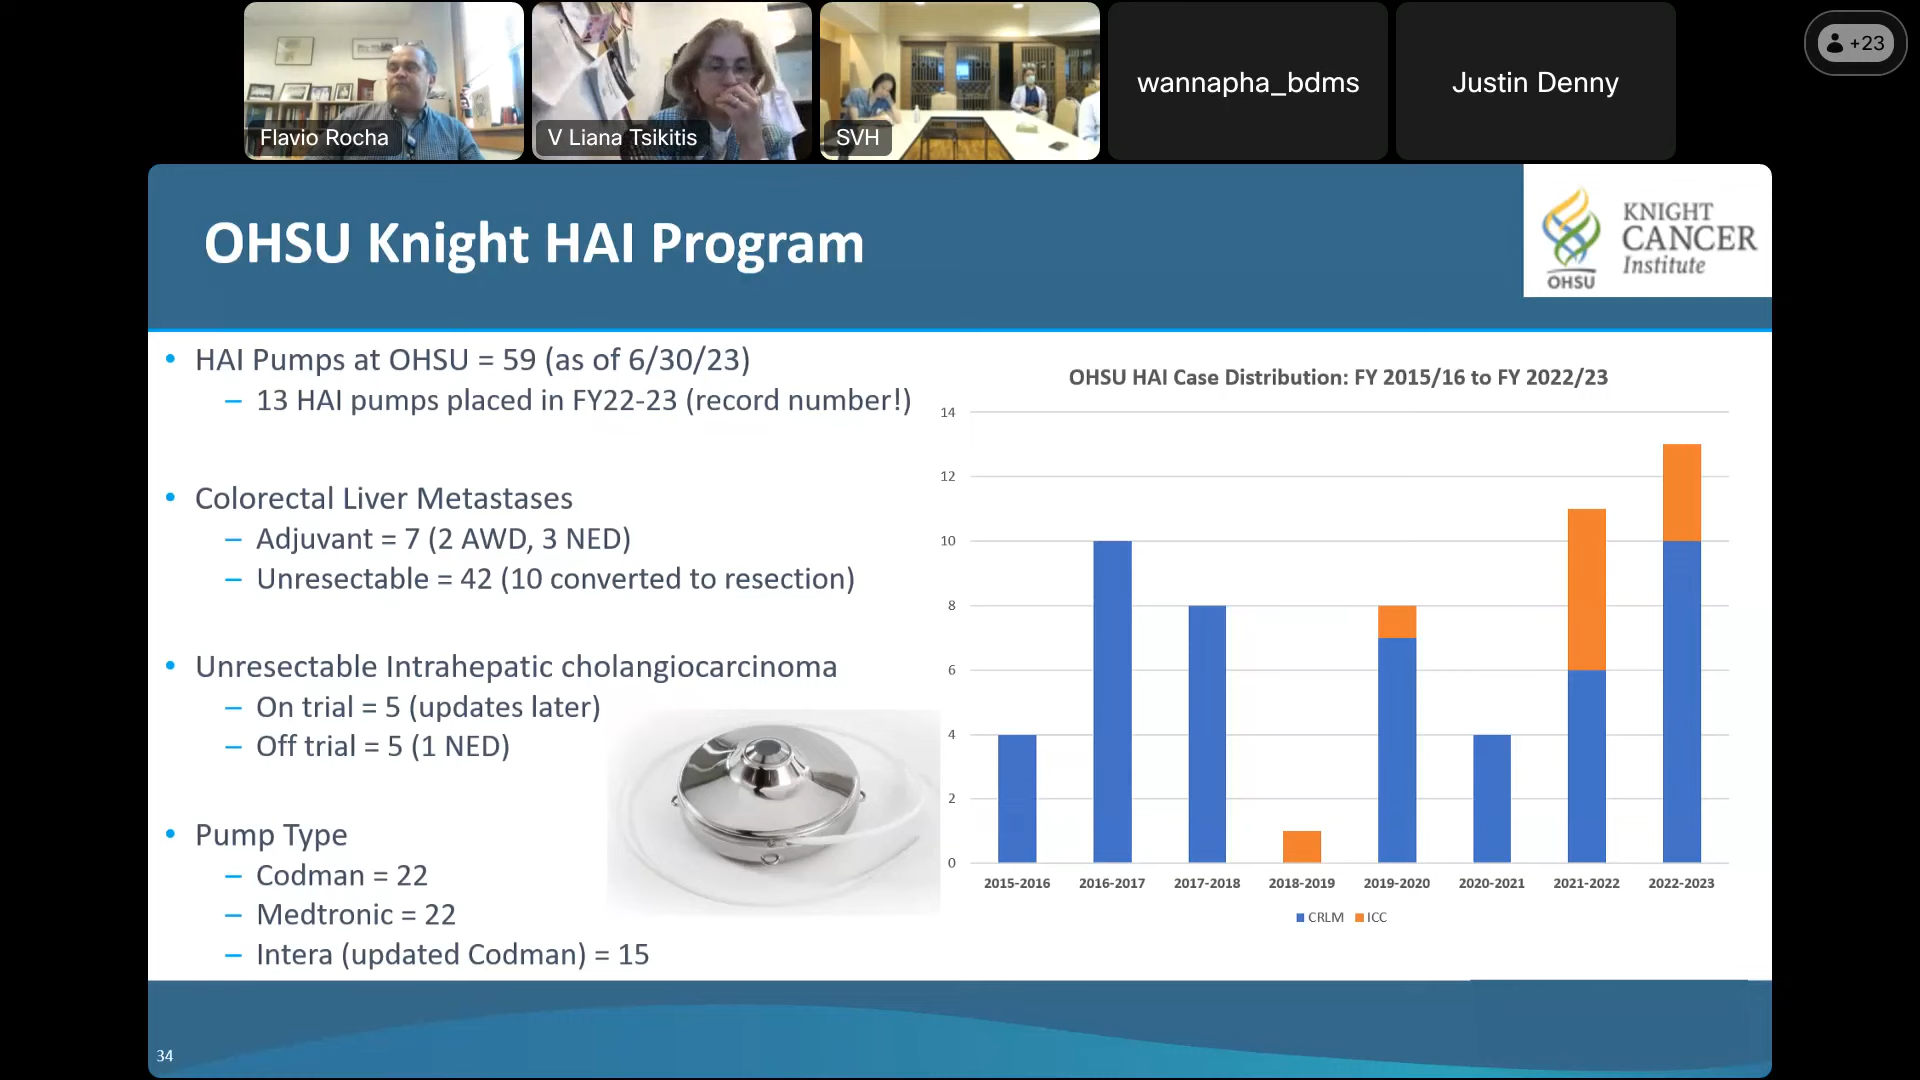 Flavio Rocha
V Liana Tsikitis
SVH
wannapha_bdms
Justin Denny
+23
OHSU Knight HAI Program
KNIGHT
CANCER
Institute
OHSU
• HAI Pumps at OHSU = 59 (as of 6/30/23)
– 13 HAI pumps placed in FY22-23 (record number!)
• Colorectal Liver Metastases
– Adjuvant = 7 (2 AWD, 3 NED)
– Unresectable = 42 (10 converted to resection)
• Unresectable Intrahepatic cholangiocarcinoma
– On trial = 5 (updates later)
– Off trial = 5 (1 NED)
• Pump Type
– Codman = 22
– Medtronic = 22
– Intera (updated Codman) = 15
OHSU HAI Case Distribution: FY 2015/16 to FY 2022/23
14
12
10
8
6
4
2
0
2015-2016 2016-2017 2017-2018 2018-2019 2019-2020 2020-2021 2021-2022 2022-2023
CRLM ICC
34